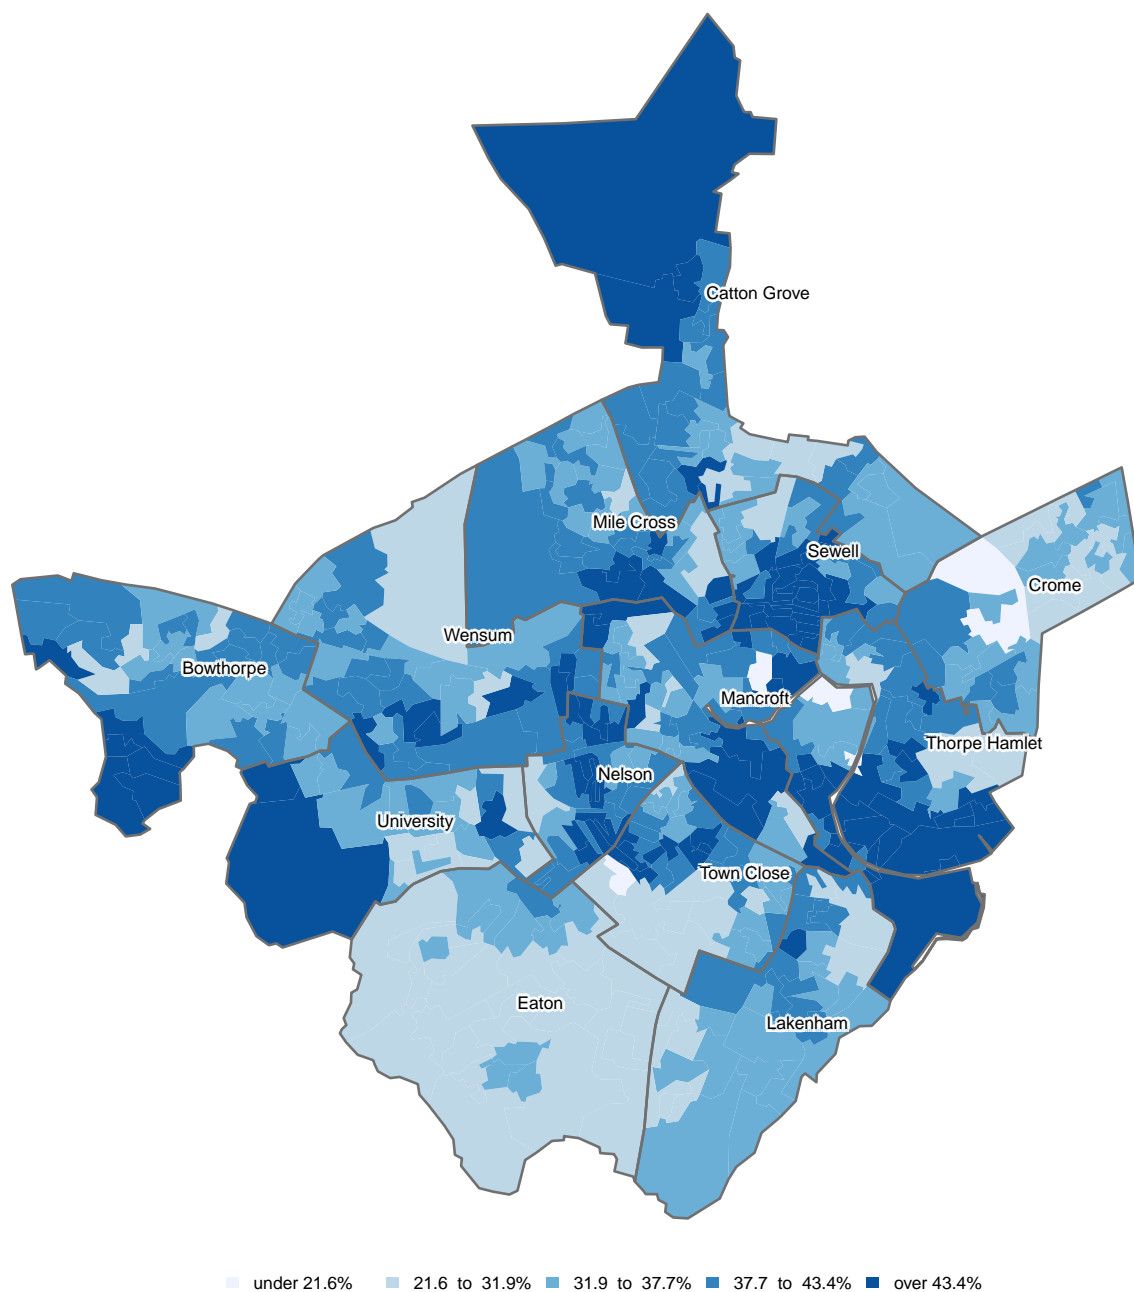 Catton Grove
Mile Cross
Sewell
Crome
Wensum
Bowthorpe
Mancroft
Thorpe Hamlet
Nelson
University
Town Close
Eaton
Lakenham
under 21.6% 21.6 to 31.9% 31.9 to 37.7% 37.7 to 43.4% over 43.4%